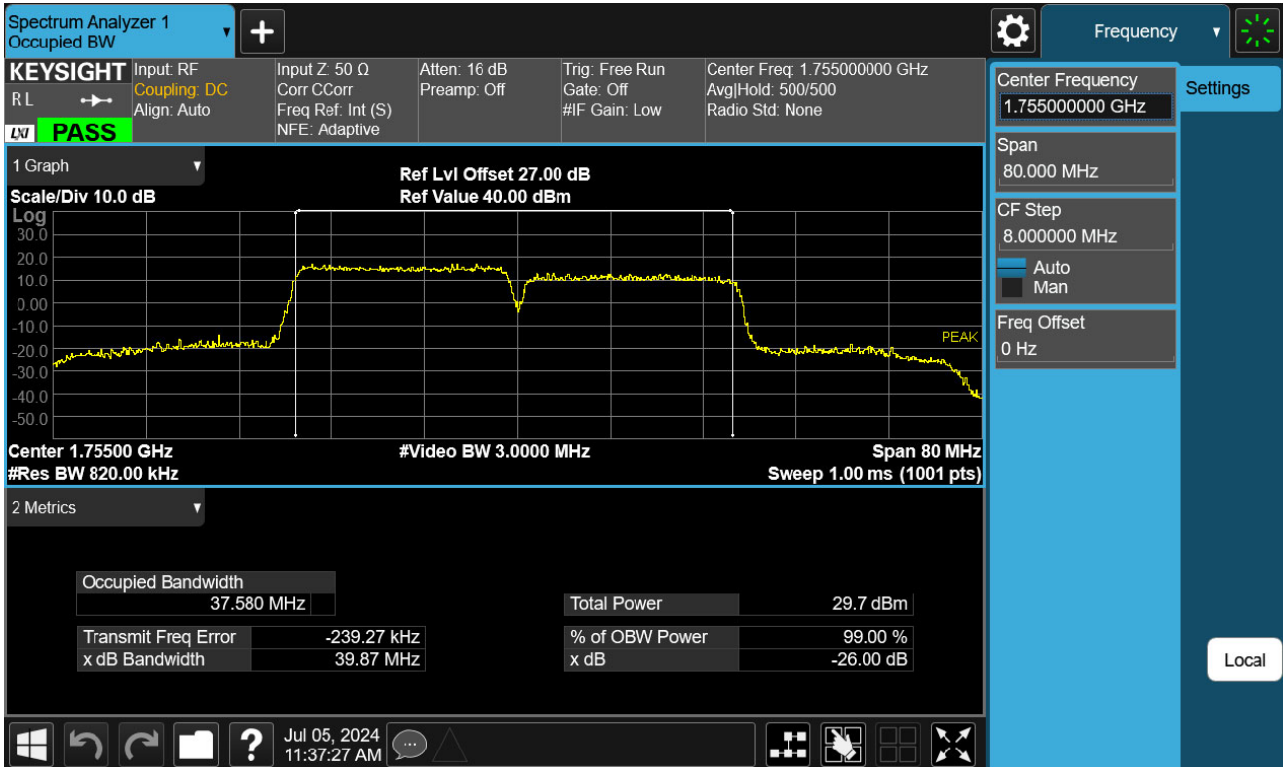 Spectrum Analyzer 1
Occupied BW
Frequency
KEYSIGHT
R L
LXI
PASS
Input: RF
Coupling: DC
Align: Auto
Input Z: 50 Ω
Corr CCorr
Freq Ref: Int (S)
NFE: Adaptive
Atten: 16 dB
Preamp: Off
Trig: Free Run
Gate: Off
#IF Gain: Low
Center Freq: 1.755000000 GHz
Avg|Hold: 500/500
Radio Std: None
Center Frequency
1.755000000 GHz
Settings
Span
80.000 MHz
CF Step
8.000000 MHz
Auto
Man
Freq Offset
0 Hz
1 Graph
Scale/Div 10.0 dB
Ref Lvl Offset 27.00 dB
Ref Value 40.00 dBm
Log
30.0
20.0
10.0
0.00
-10.0
-20.0
-30.0
-40.0
-50.0
PEAK
Center 1.75500 GHz
#Video BW 3.0000 MHz
Span 80 MHz
#Res BW 820.00 kHz
Sweep 1.00 ms (1001 pts)
2 Metrics
Occupied Bandwidth
37.580 MHz
Total Power 29.7 dBm
Transmit Freq Error -239.27 kHz
% of OBW Power 99.00 %
x dB Bandwidth 39.87 MHz
x dB -26.00 dB
Local
?
Jul 05, 2024
11:37:27 AM